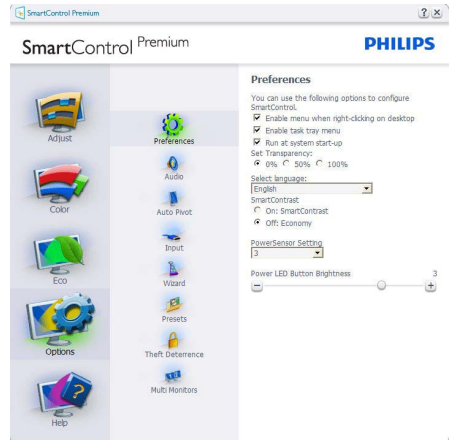 SmartControl Premium
SmartControl Premium
PHILIPS
Adjust
Color
Eco
Options
Help
Preferences
Audio
Auto Pivot
Input
Wizard
Presets
Theft Deterrence
Multi Monitors
Preferences
You can use the following options to configure
SmartControl.
Enable menu when right-clicking on desktop
Enable task tray menu
Run at system start-up
Set Transparency:
0% 50% 100%
Select language:
English
SmartContrast
On: SmartContrast
Off: Economy
PowerSensor Setting
3
Power LED Button Brightness 3